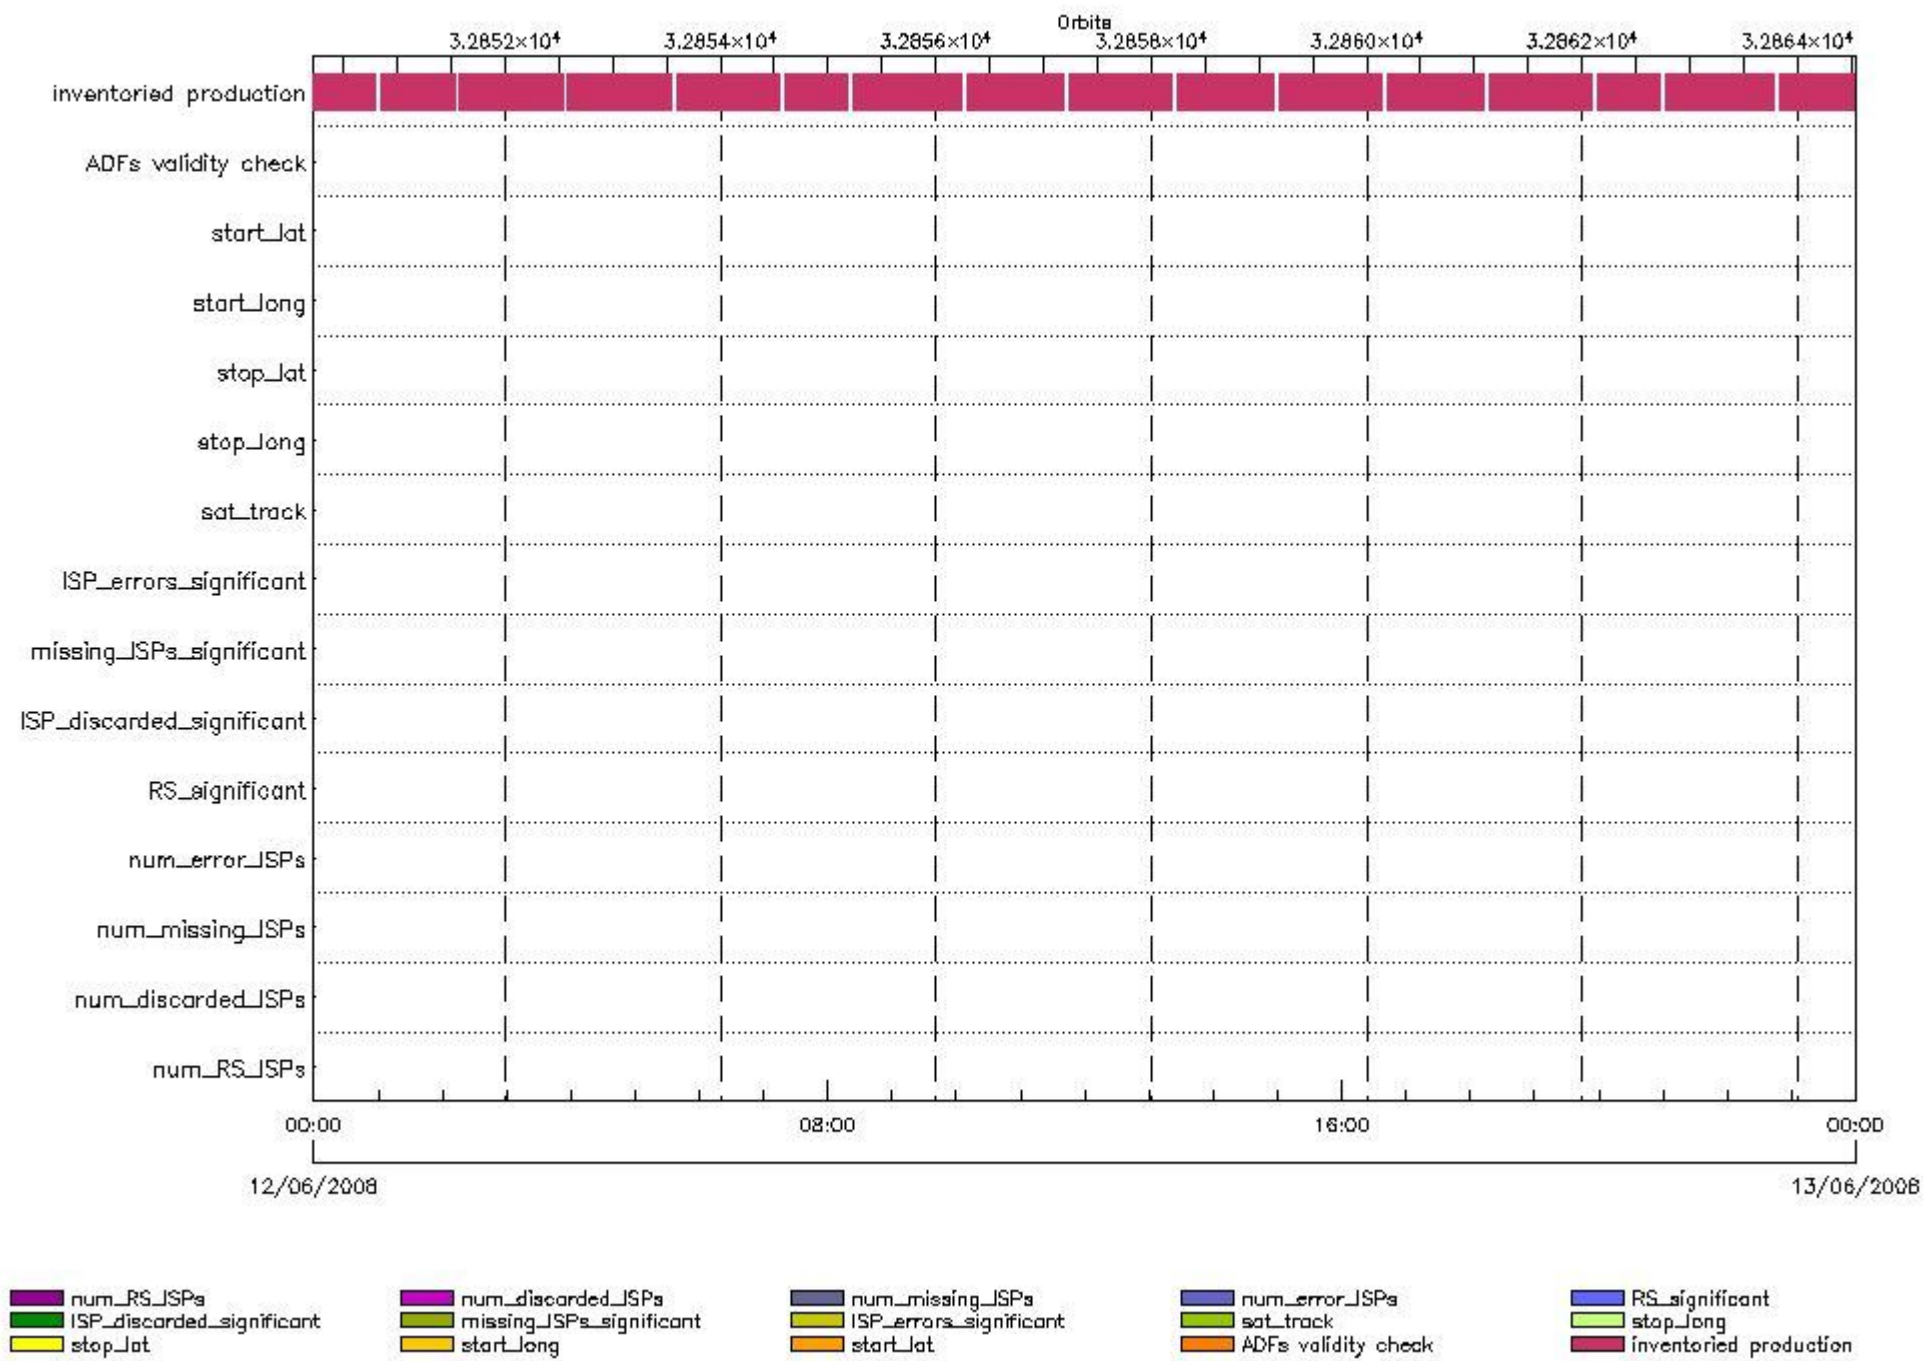 Orbits
3.2852×10⁴ 3.2854×10⁴ 3.2856×10⁴ 3.2858×10⁴ 3.2860×10⁴ 3.2862×10⁴ 3.2864×10⁴
inventoried production
ADFs validity check
start_lat
start_long
stop_lat
stop_long
sat_track
ISP_errors_significant
missing_ISPs_significant
ISP_discarded_significant
RS_significant
num_error_ISPs
num_missing_ISPs
num_discarded_ISPs
num_RS_ISPs
00:00 08:00 16:00 00:00
12/06/2008 13/06/2008
num_RS_ISPs num_discarded_ISPs num_missing_ISPs num_error_ISPs RS_significant
ISP_discarded_significant missing_ISPs_significant ISP_errors_significant sat_track stop_long
stop_lat start_long start_lat ADFs validity check inventoried production